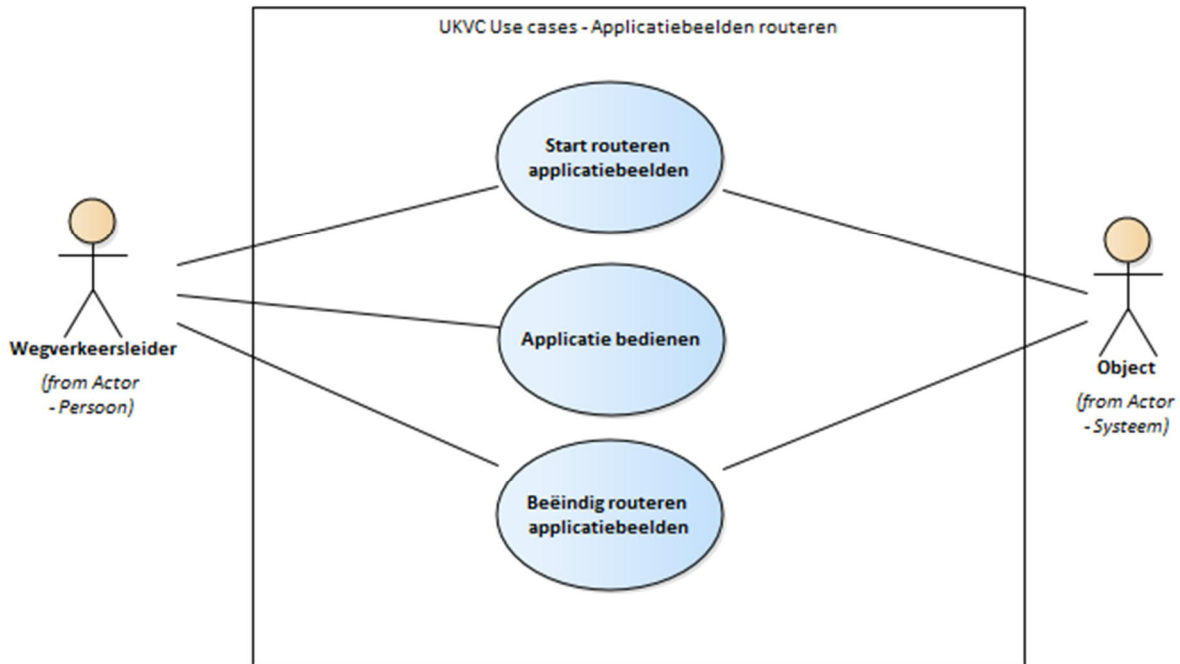 UKVC Use cases - Applicatiebeelden routeren
Start routeren
applicatiebeelden
Applicatie bedienen
Beëindig routeren
applicatiebeelden
Wegverkeersleider
(from Actor
- Persoon)
Object
(from Actor
- Systeem)